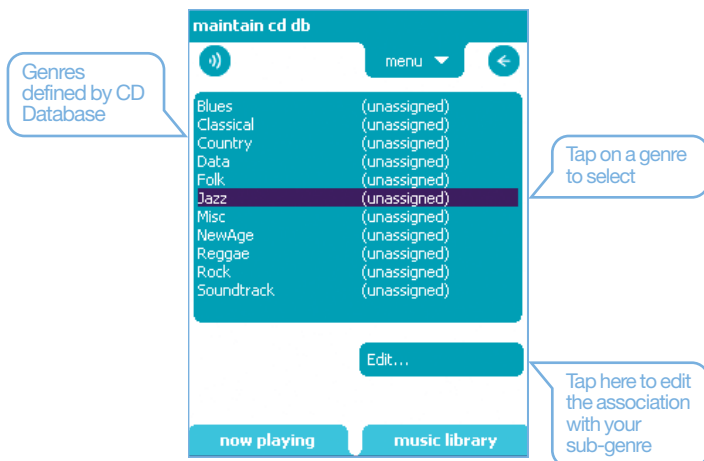 maintain cd db
menu
Genres
defined by CD
Database
Blues (unassigned)
Classical (unassigned)
Country (unassigned)
Data (unassigned)
Folk (unassigned)
Jazz (unassigned)
Misc (unassigned)
NewAge (unassigned)
Reggae (unassigned)
Rock (unassigned)
Soundtrack (unassigned)
Tap on a genre
to select
Edit...
Tap here to edit
the association
with your
sub-genre
now playing
music library